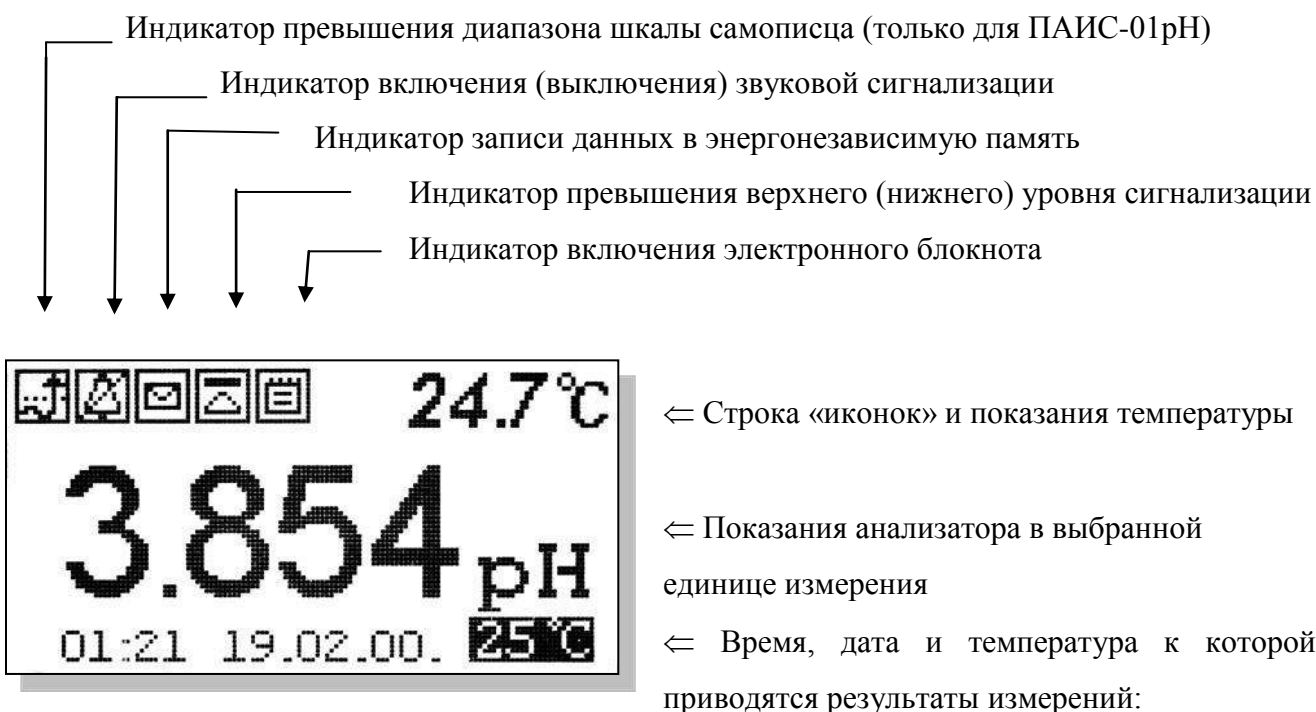 Индикатор превышения диапазона шкалы самописца (только для ПАИС-01рН)
Индикатор включения (выключения) звуковой сигнализации
Индикатор записи данных в энергонезависимую память
Индикатор превышения верхнего (нижнего) уровня сигнализации
Индикатор включения электронного блокнота
24.7°C
3.854 pH
01:21 19.02.00. 25°C
⇐ Строка «иконок» и показания температуры
⇐ Показания анализатора в выбранной
единице измерения
⇐ Время, дата и температура к которой
приводятся результаты измерений: